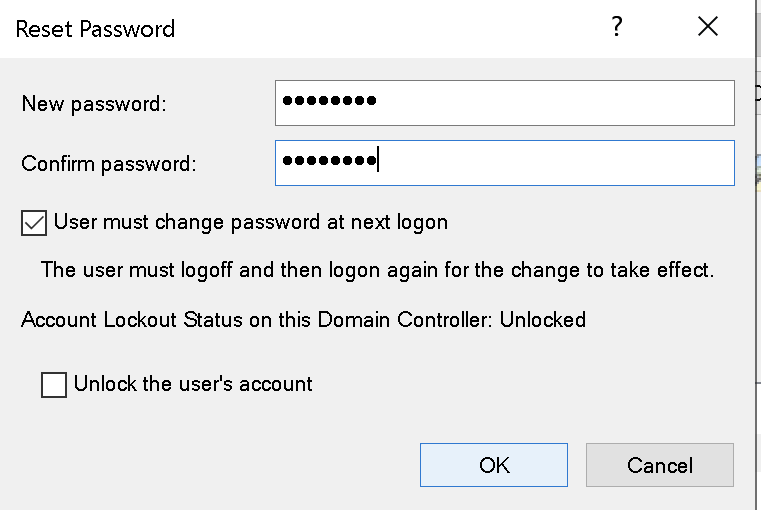 Reset Password
?
New password:
••••••••
Confirm password:
••••••••
User must change password at next logon
The user must logoff and then logon again for the change to take effect.
Account Lockout Status on this Domain Controller: Unlocked
Unlock the user's account
OK
Cancel